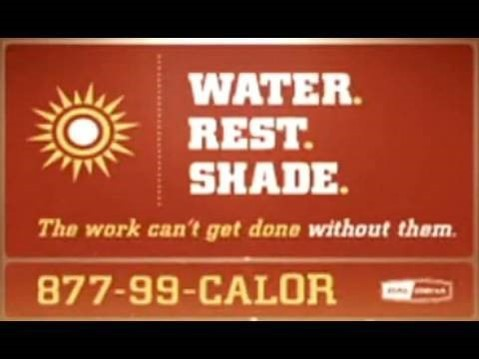 WATER.
REST.
SHADE.
The work can't get done without them.
877-99-CALOR